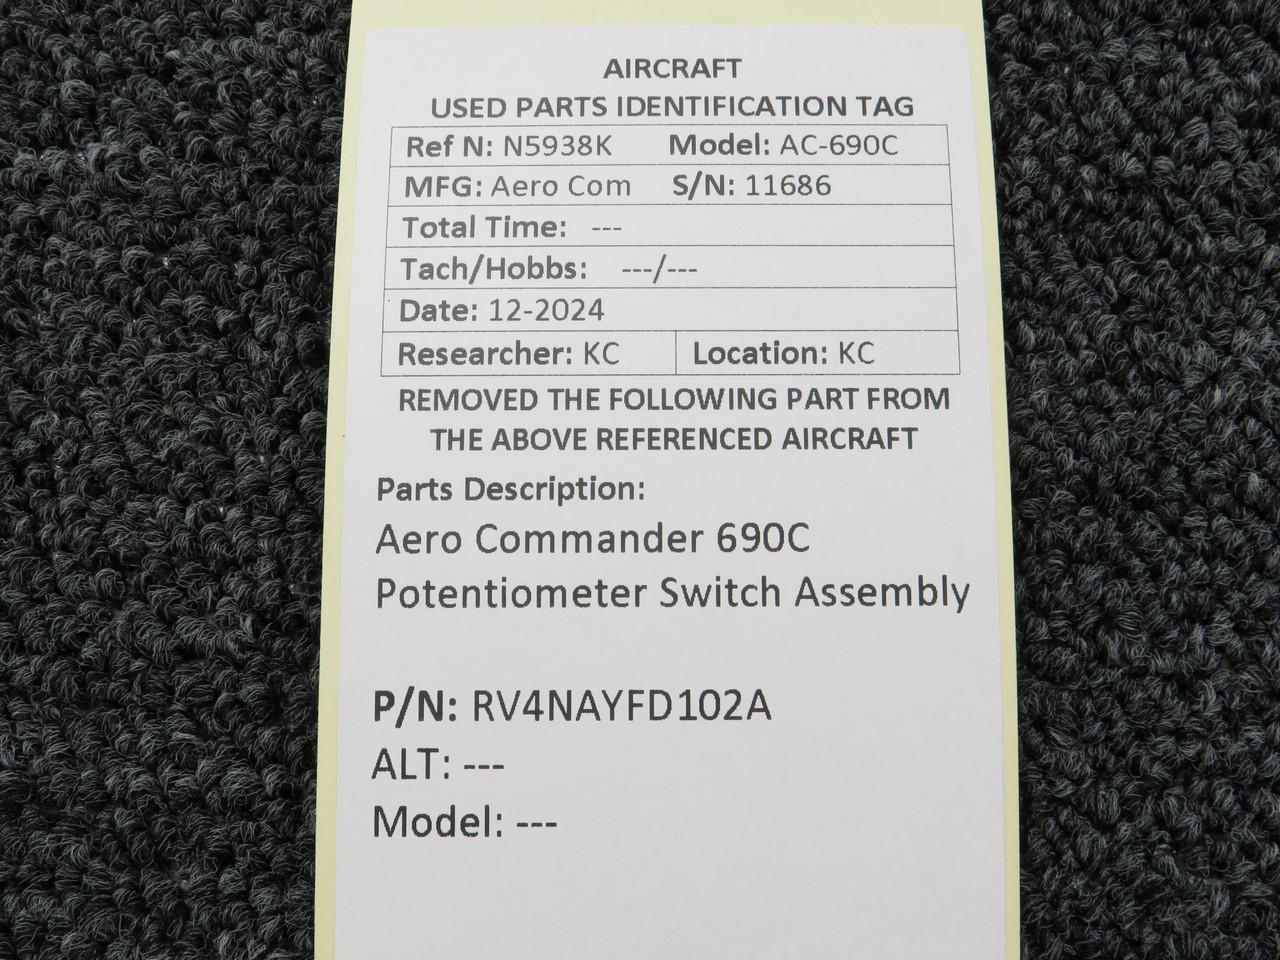 AIRCRAFT
USED PARTS IDENTIFICATION TAG
Ref N: N5938K Model: AC-690C
MFG: Aero Com S/N: 11686
Total Time: ---
Tach/Hobbs: ---/---
Date: 12-2024
Researcher: KC Location: KC
REMOVED THE FOLLOWING PART FROM
THE ABOVE REFERENCED AIRCRAFT
Parts Description:
Aero Commander 690C
Potentiometer Switch Assembly
P/N: RV4NAYFD102A
ALT: ---
Model: ---